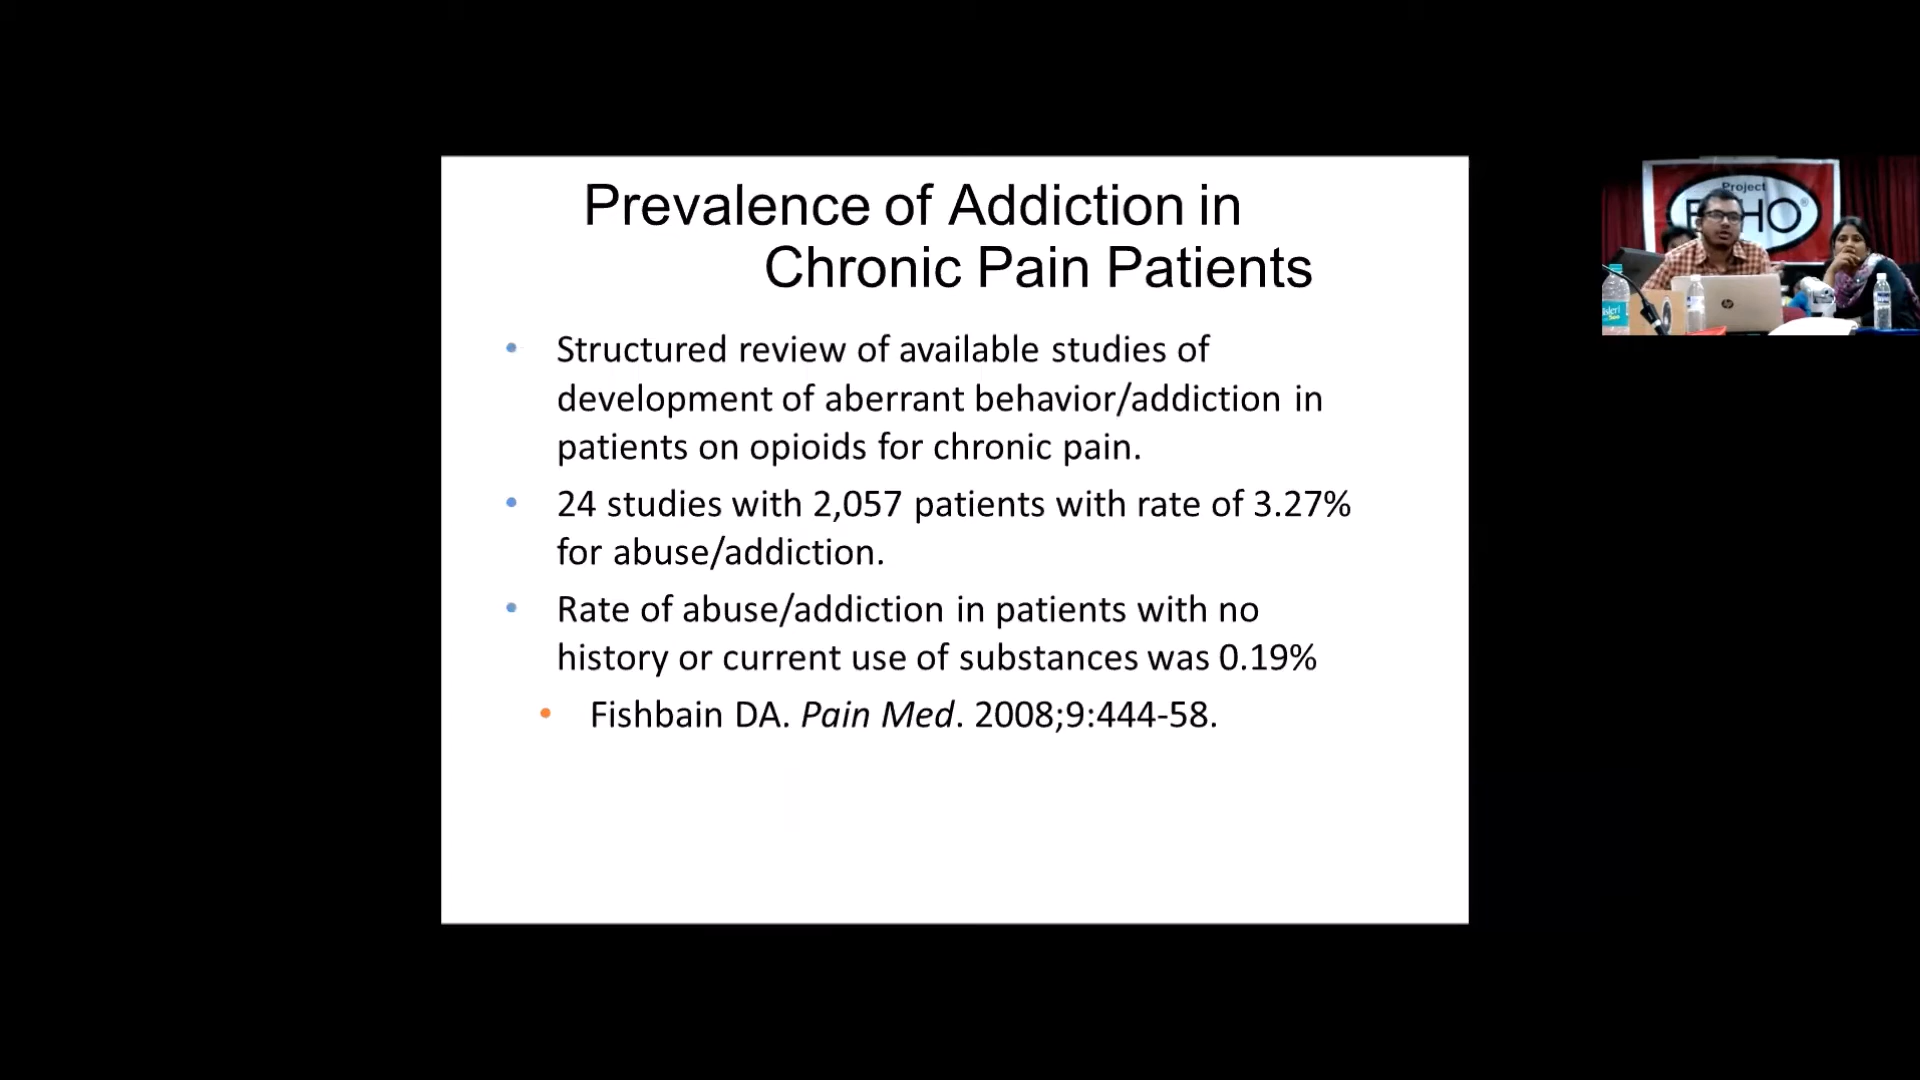 Prevalence of Addiction in
Chronic Pain Patients
• Structured review of available studies of
development of aberrant behavior/addiction in
patients on opioids for chronic pain.
• 24 studies with 2,057 patients with rate of 3.27%
for abuse/addiction.
• Rate of abuse/addiction in patients with no
history or current use of substances was 0.19%
• Fishbain DA. Pain Med. 2008;9:444-58.
Project
HO®
hp